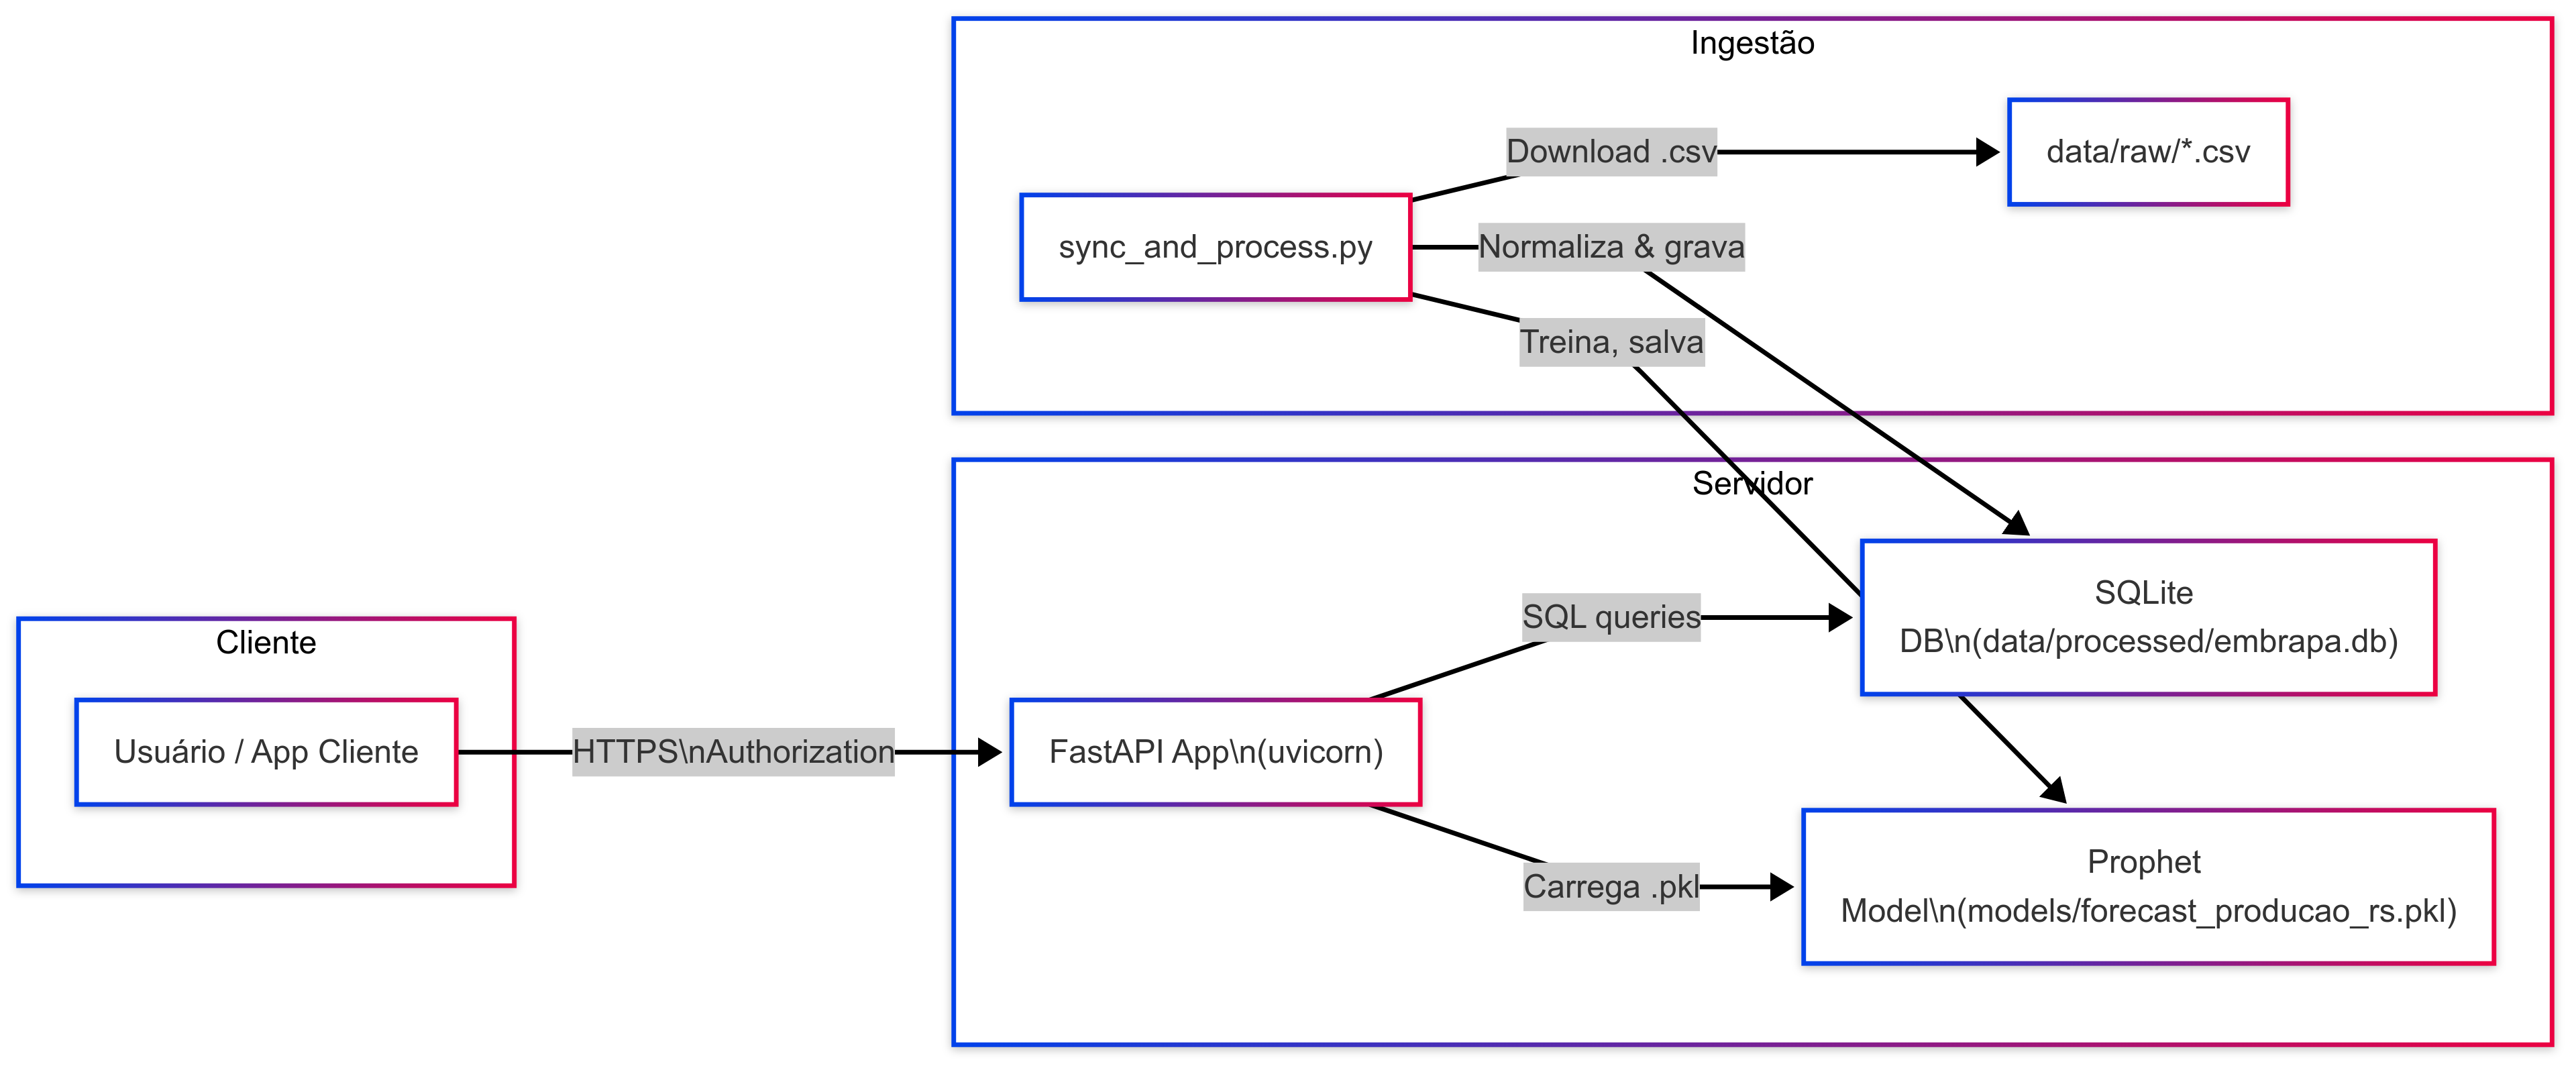 Ingestão
Download .csv
data/raw/*.csv
sync_and_process.py
Normaliza & grava
Treina, salva
Servidor
SQLite
DB\n(data/processed/embrapa.db)
SQL queries
Cliente
Usuário / App Cliente
HTTPS\nAuthorization
FastAPI App\n(uvicorn)
Carrega .pkl
Prophet
Model\n(models/forecast_producao_rs.pkl)